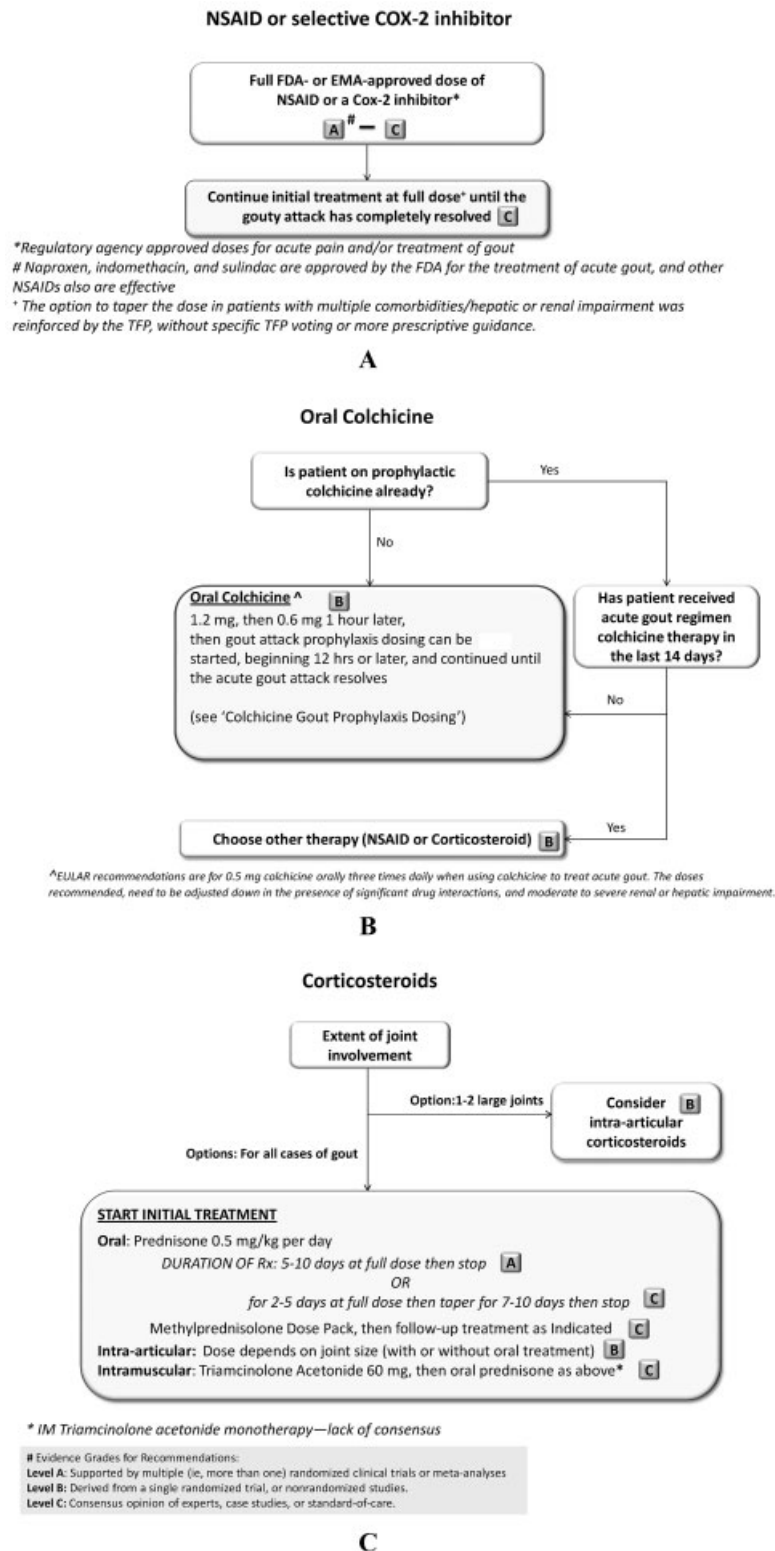 NSAID or selective COX-2 inhibitor
Full FDA- or EMA-approved dose of
NSAID or a Cox-2 inhibitor*
A # – C
Continue initial treatment at full dose⁺ until the
gouty attack has completely resolved C
*Regulatory agency approved doses for acute pain and/or treatment of gout
# Naproxen, indomethacin, and sulindac are approved by the FDA for the treatment of acute gout, and other
NSAIDs also are effective
⁺ The option to taper the dose in patients with multiple comorbidities/hepatic or renal impairment was
reinforced by the TFP, without specific TFP voting or more prescriptive guidance.
A
Oral Colchicine
Is patient on prophylactic
colchicine already?
Yes
No
Oral Colchicine ^ B
1.2 mg, then 0.6 mg 1 hour later,
then gout attack prophylaxis dosing can be
started, beginning 12 hrs or later, and continued until
the acute gout attack resolves
(see ‘Colchicine Gout Prophylaxis Dosing’)
Has patient received
acute gout regimen
colchicine therapy in
the last 14 days?
No
Yes
Choose other therapy (NSAID or Corticosteroid) B
^EULAR recommendations are for 0.5 mg colchicine orally three times daily when using colchicine to treat acute gout. The doses
recommended, need to be adjusted down in the presence of significant drug interactions, and moderate to severe renal or hepatic impairment.
B
Corticosteroids
Extent of joint
involvement
Option:1-2 large joints
Consider B
intra-articular
corticosteroids
Options: For all cases of gout
START INITIAL TREATMENT
Oral: Prednisone 0.5 mg/kg per day
DURATION OF Rx: 5-10 days at full dose then stop A
OR
for 2-5 days at full dose then taper for 7-10 days then stop C
Methylprednisolone Dose Pack, then follow-up treatment as Indicated C
Intra-articular: Dose depends on joint size (with or without oral treatment) B
Intramuscular: Triamcinolone Acetonide 60 mg, then oral prednisone as above* C
* IM Triamcinolone acetonide monotherapy—lack of consensus
# Evidence Grades for Recommendations:
Level A: Supported by multiple (ie, more than one) randomized clinical trials or meta-analyses
Level B: Derived from a single randomized trial, or nonrandomized studies.
Level C: Consensus opinion of experts, case studies, or standard-of-care.
C